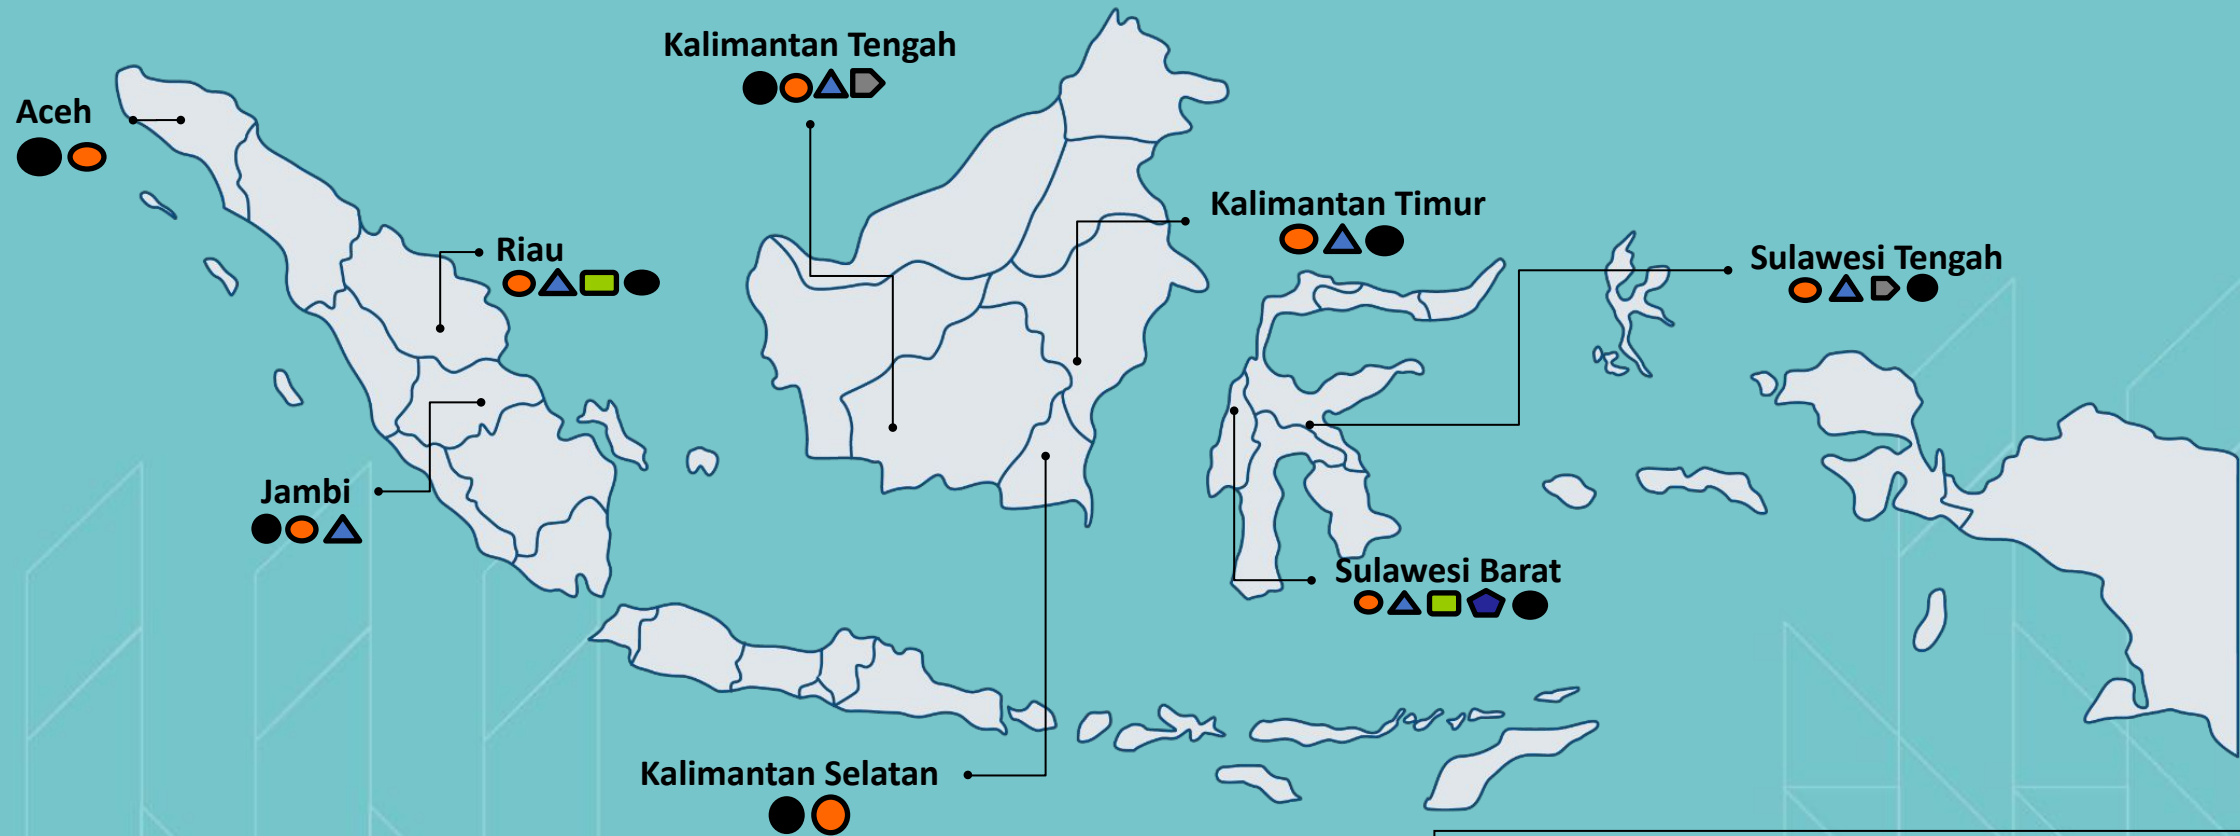 Kalimantan Tengah
Aceh
Kalimantan Timur
Riau
Sulawesi Tengah
Jambi
Sulawesi Barat
Kalimantan Selatan